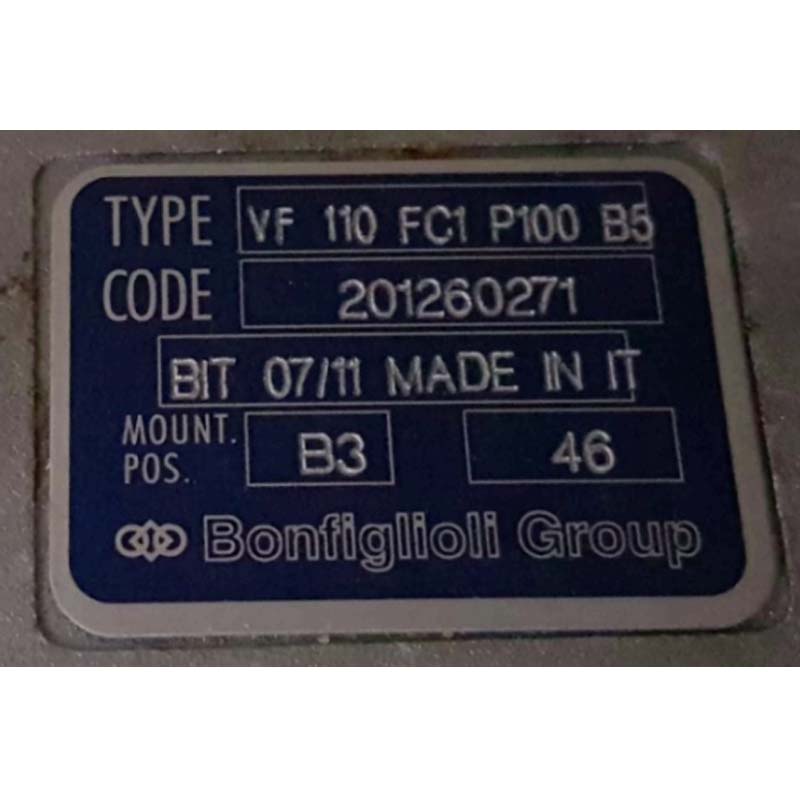 TYPE VF 110 FC1 P100 B5
CODE 201260271
BIT 07/11 MADE IN IT
MOUNT. POS. B3 46
Bonfiglioli Group